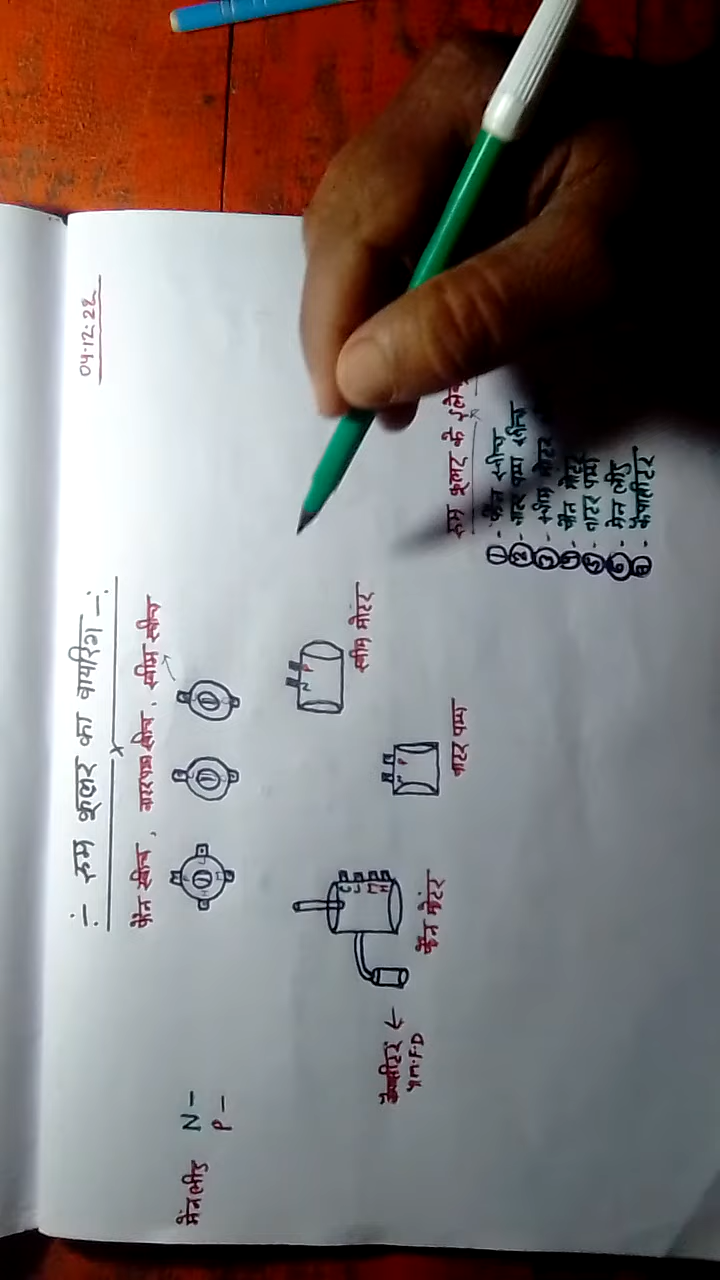 04.12.22
:- रुम कूलर का वायरिंग -:
फैन स्वीच, वाटरपम्प स्वीच, स्वींग स्वीच
मेंनलीड
N -
P -
स्वींग मोटर
वाटर पम्प
फैन मोटर
कैपासीटर ←
M.F.D
रुम कूलर के
① - फैन स्वीच
② - वाटर पम्प स्वीच
③ - स्वींग मोटर
④ - फैन मोटर
⑤ - वाटर पम्प
⑥ - मेन लीड
- कैपासीटर